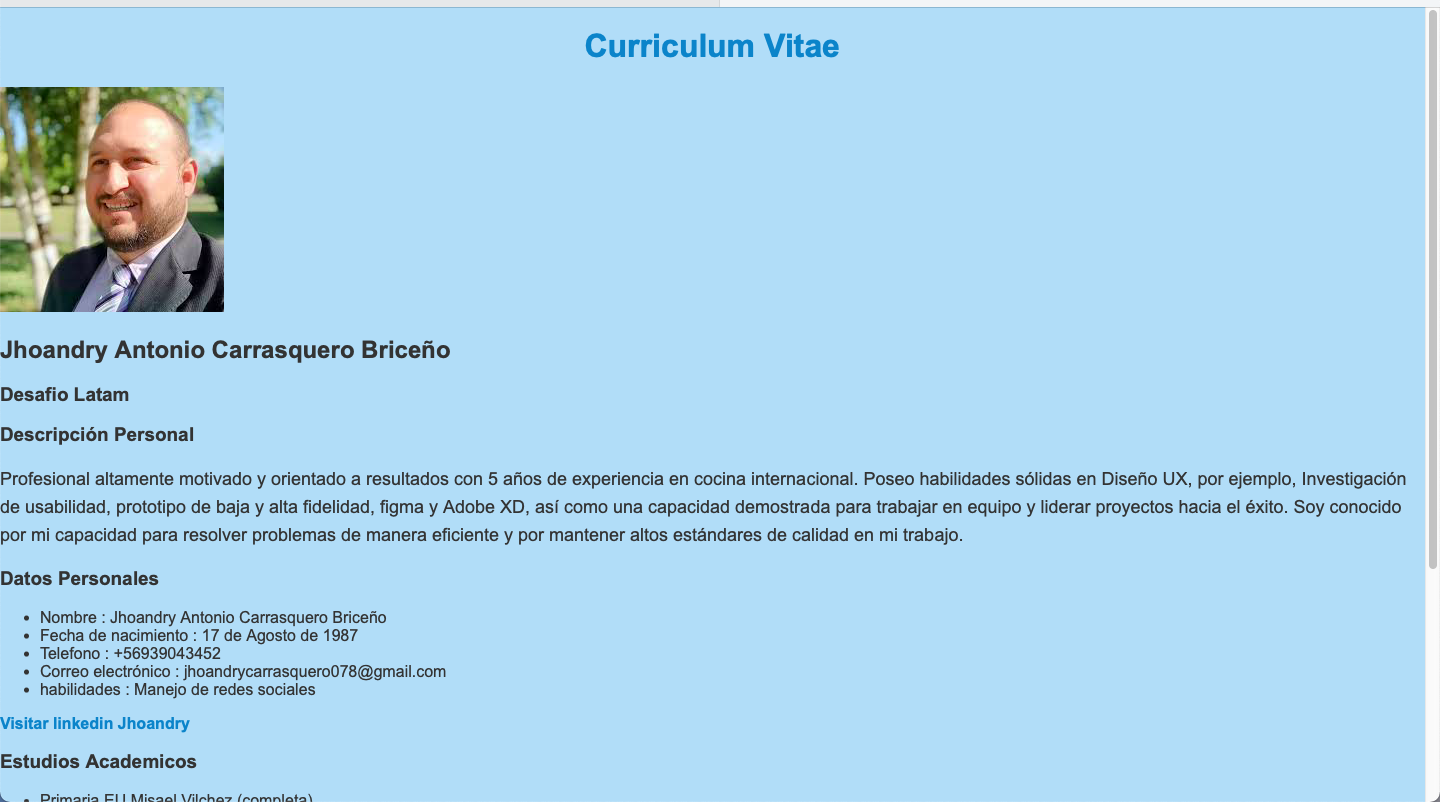 Curriculum Vitae
Jhoandry Antonio Carrasquero Briceño
Desafio Latam
Descripción Personal
Profesional altamente motivado y orientado a resultados con 5 años de experiencia en cocina internacional. Poseo habilidades sólidas en Diseño UX, por ejemplo, Investigación
de usabilidad, prototipo de baja y alta fidelidad, figma y Adobe XD, así como una capacidad demostrada para trabajar en equipo y liderar proyectos hacia el éxito. Soy conocido
por mi capacidad para resolver problemas de manera eficiente y por mantener altos estándares de calidad en mi trabajo.
Datos Personales
Nombre : Jhoandry Antonio Carrasquero Briceño
Fecha de nacimiento : 17 de Agosto de 1987
Telefono : +56939043452
Correo electrónico : jhoandrycarrasquero078@gmail.com
habilidades : Manejo de redes sociales
Visitar linkedin Jhoandry
Estudios Academicos
Primaria EU Misael Vilchez (completa)